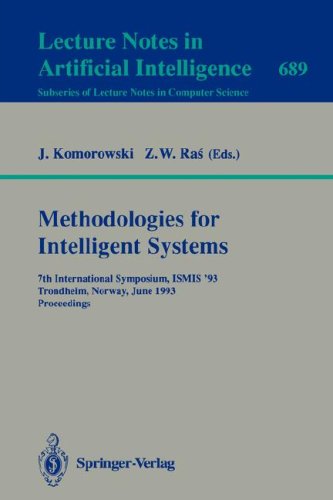 Lecture Notes in
Artificial Intelligence 689
Subseries of Lecture Notes in Computer Science
J. Komorowski Z.W. Raś (Eds.)
Methodologies for
Intelligent Systems
7th International Symposium, ISMIS '93
Trondheim, Norway, June 1993
Proceedings
Springer-Verlag